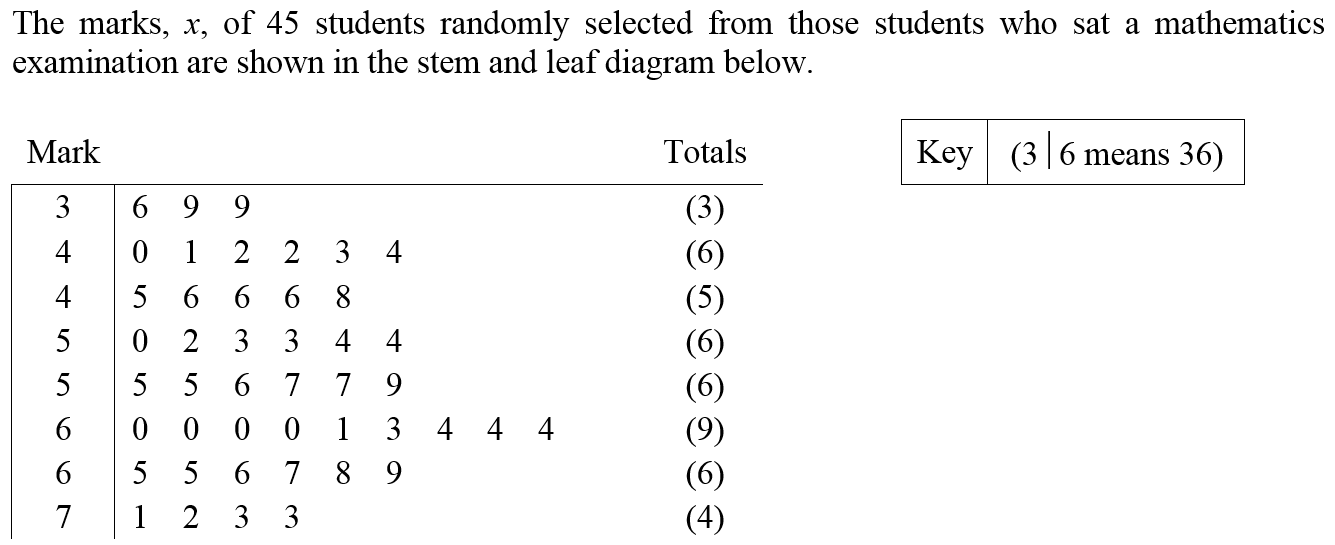 The marks, x, of 45 students randomly selected from those students who sat a mathematics
examination are shown in the stem and leaf diagram below.
Mark Totals
Key (3 | 6 means 36)
3 6 9 9 (3)
4 0 1 2 2 3 4 (6)
4 5 6 6 6 8 (5)
5 0 2 3 3 4 4 (6)
5 5 5 6 7 7 9 (6)
6 0 0 0 0 1 3 4 4 4 (9)
6 5 5 6 7 8 9 (6)
7 1 2 3 3 (4)